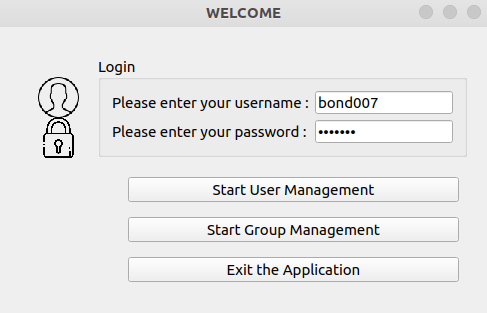 WELCOME
Login
Please enter your username : bond007
Please enter your password : •••••••
Start User Management
Start Group Management
Exit the Application